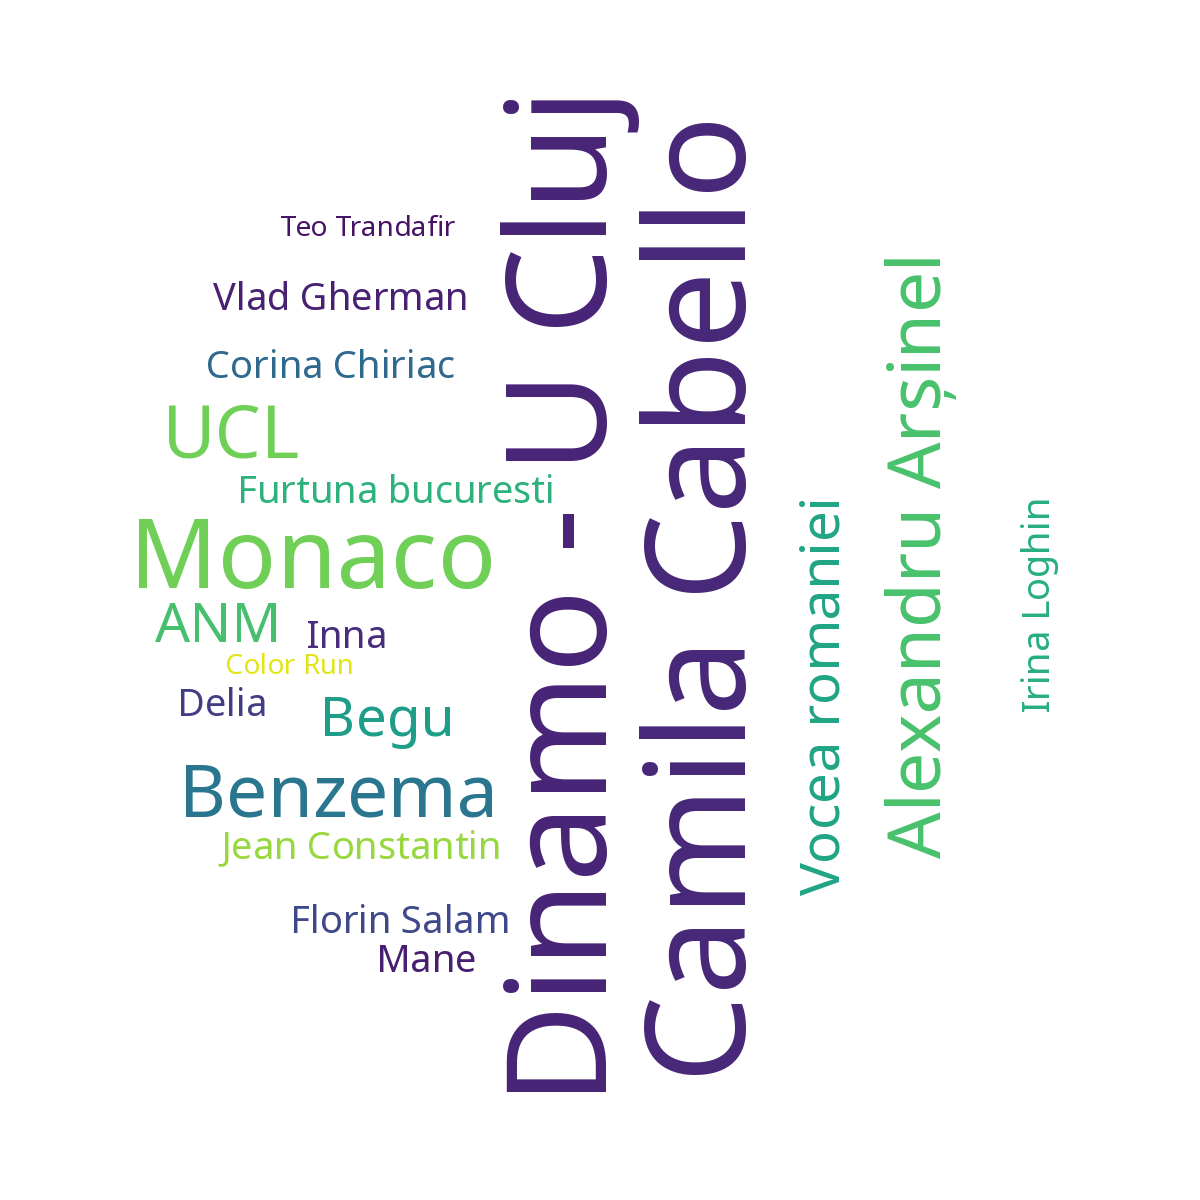 Teo Trandafir
Vlad Gherman
Corina Chiriac
UCL
Furtuna bucuresti
Monaco
ANM
Inna
Color Run
Delia
Begu
Benzema
Jean Constantin
Florin Salam
Mane
Dinamo - U Cluj
Camila Cabello
Vocea romaniei
Alexandru Arșinel
Irina Loghin